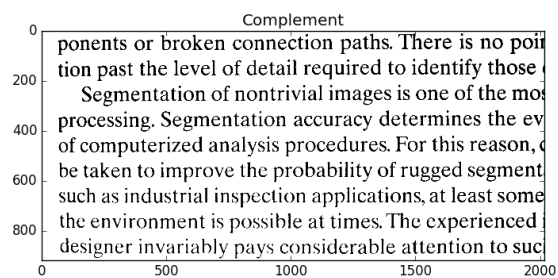 Complement
ponents or broken connection paths. There is no poin
tion past the level of detail required to identify those
Segmentation of nontrivial images is one of the mos
processing. Segmentation accuracy determines the ev
of computerized analysis procedures. For this reason, c
be taken to improve the probability of rugged segment
such as industrial inspection applications, at least some
the environment is possible at times. The experienced i
designer invariably pays considerable attention to suc
0
200
400
600
800
0 500 1000 1500 2000